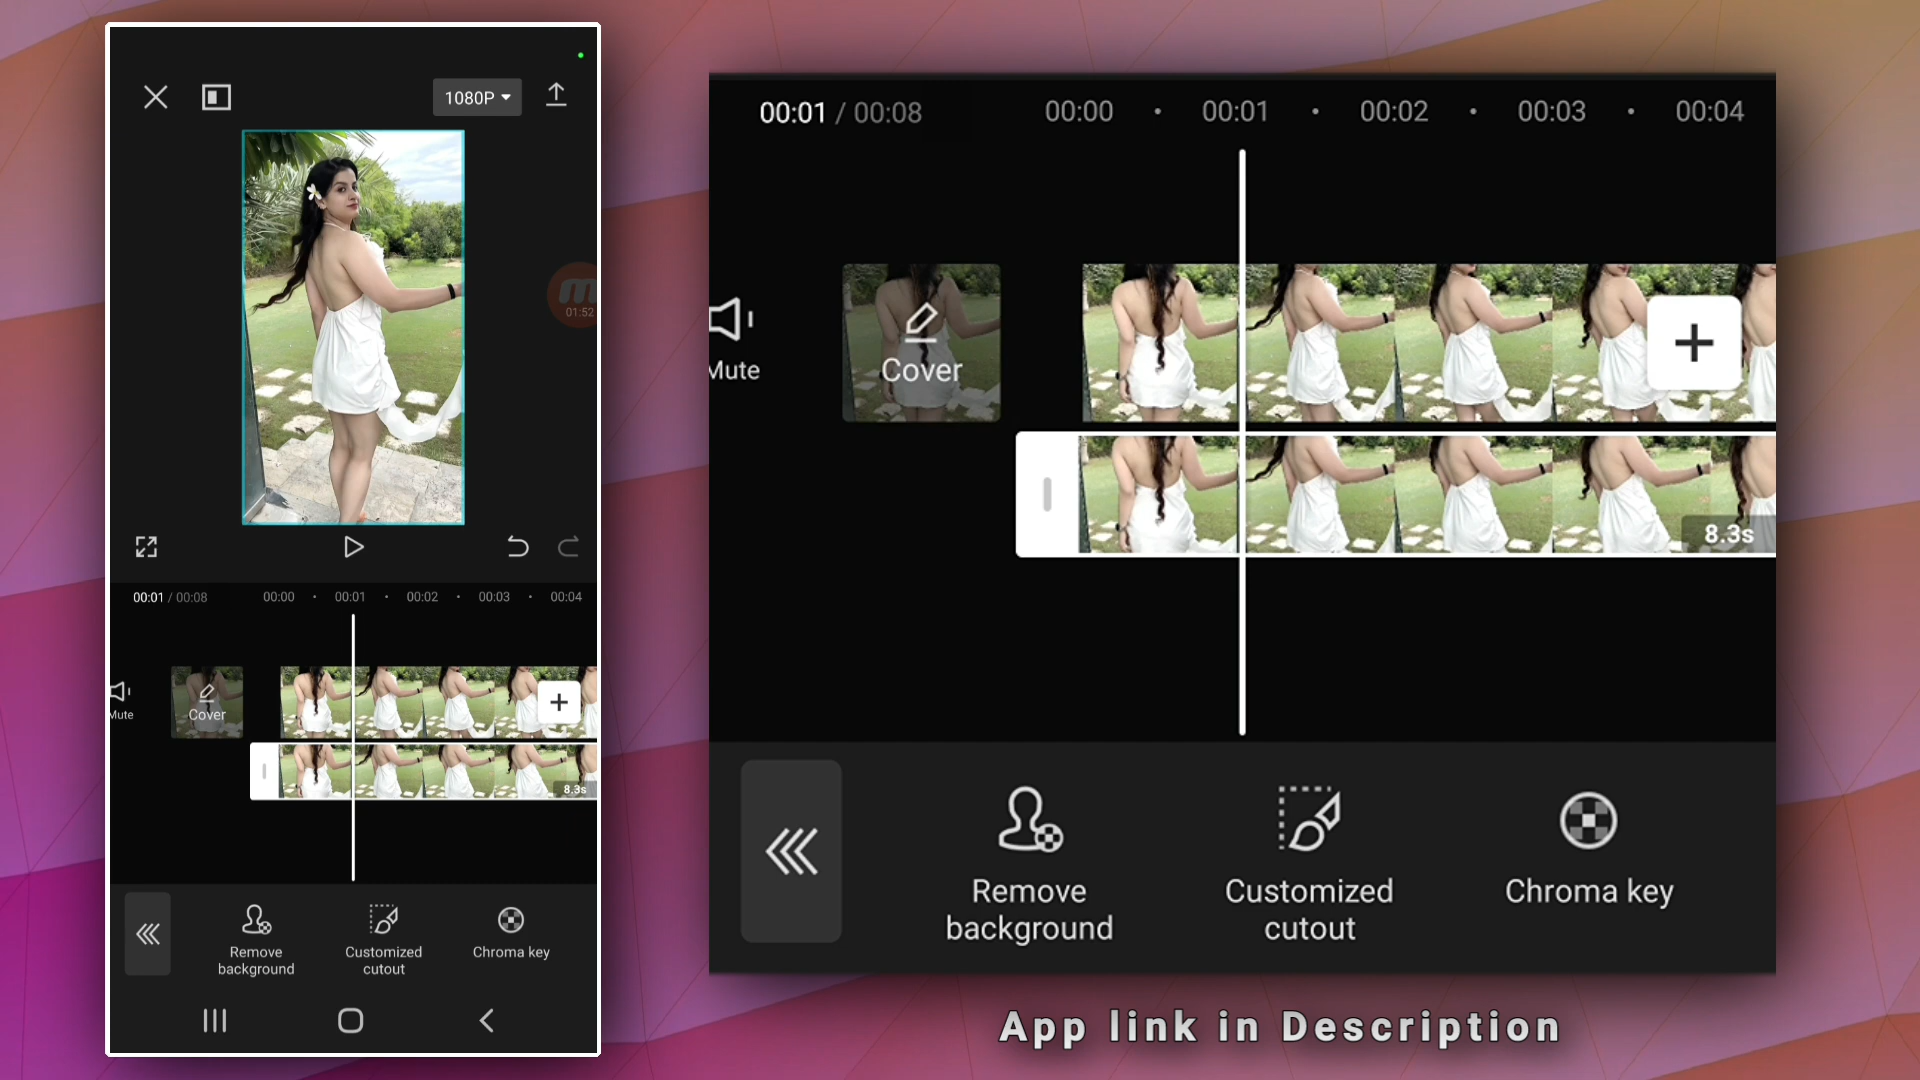 1080P
01:52
00:01 / 00:08
00:00
00:01
00:02
00:03
00:04
Mute
Cover
8.3s
Remove
background
Customized
cutout
Chroma key
00:01 / 00:08
00:00
00:01
00:02
00:03
00:04
Mute
Cover
8.3s
Remove
background
Customized
cutout
Chroma key
App link in Description